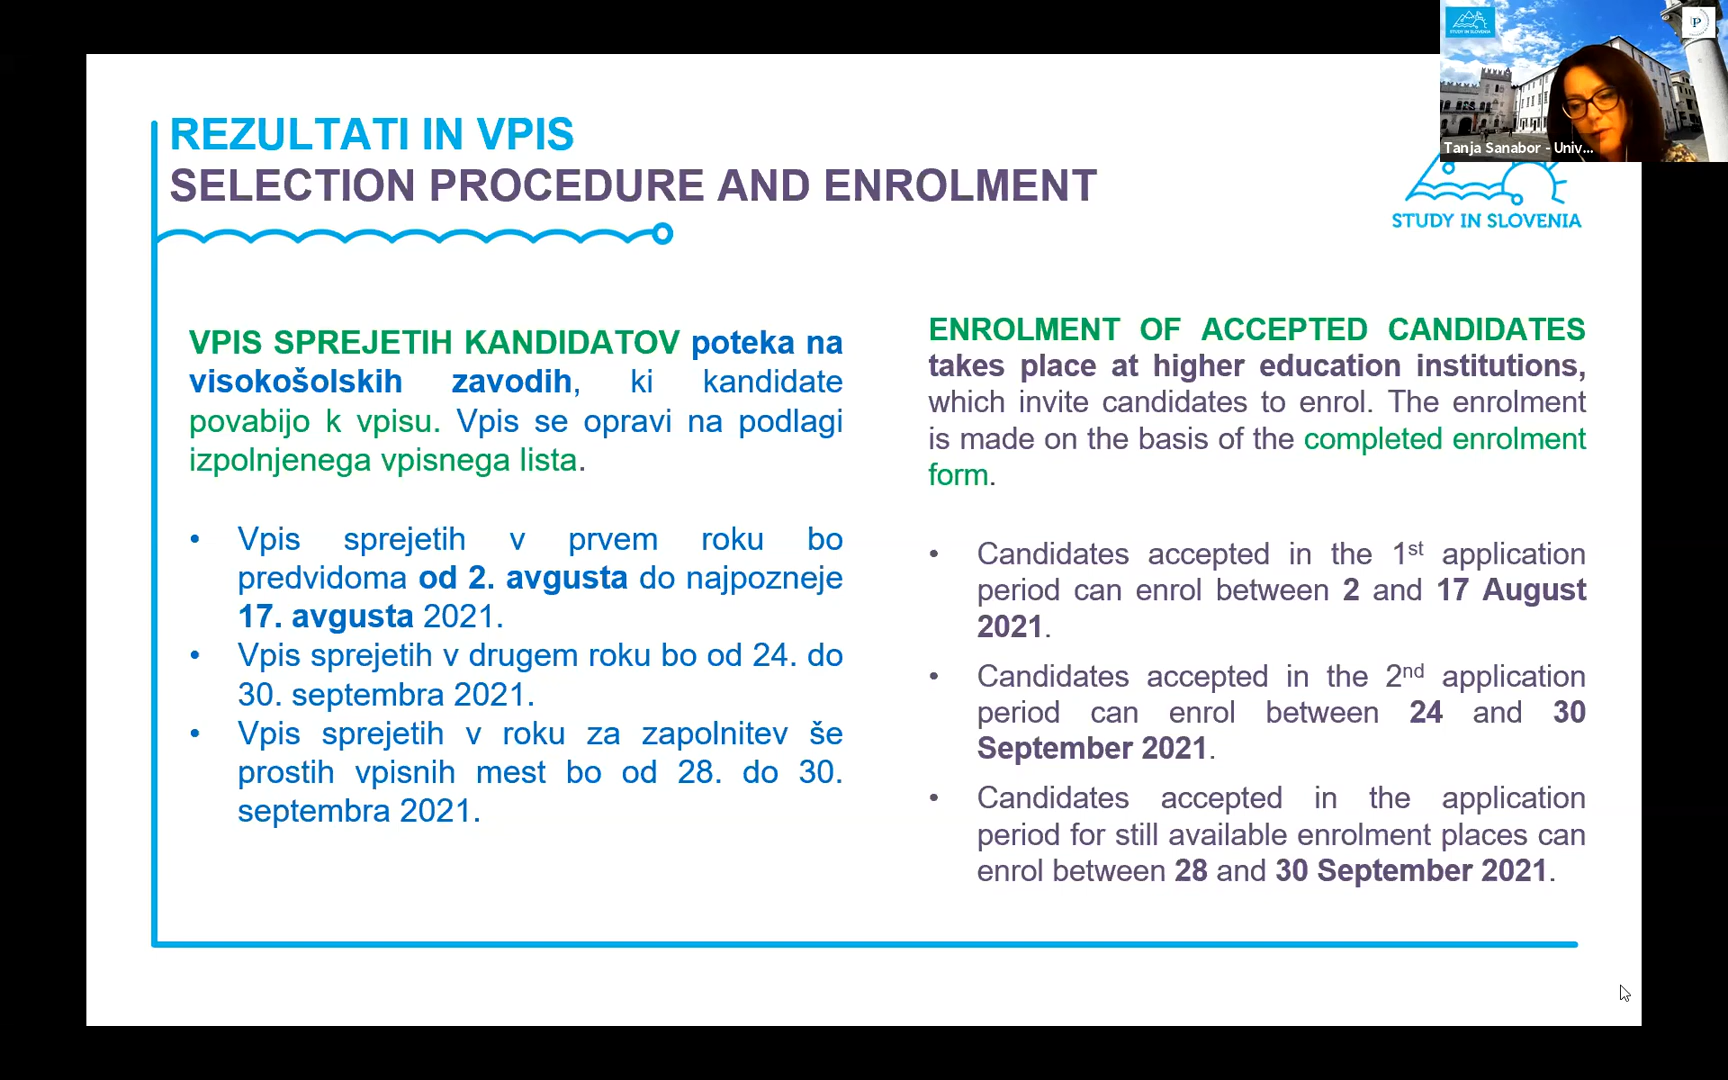 REZULTATI IN VPIS
SELECTION PROCEDURE AND ENROLMENT
STUDY IN SLOVENIA
P
Tanja Sanabor - Univ...
STUDY IN SLOVENIA
VPIS SPREJETIH KANDIDATOV poteka na
visokošolskih zavodih, ki kandidate
povabijo k vpisu. Vpis se opravi na podlagi
izpolnjenega vpisnega lista.
• Vpis sprejetih v prvem roku bo
predvidoma od 2. avgusta do najpozneje
17. avgusta 2021.
• Vpis sprejetih v drugem roku bo od 24. do
30. septembra 2021.
• Vpis sprejetih v roku za zapolnitev še
prostih vpisnih mest bo od 28. do 30.
septembra 2021.
ENROLMENT OF ACCEPTED CANDIDATES
takes place at higher education institutions,
which invite candidates to enrol. The enrolment
is made on the basis of the completed enrolment
form.
• Candidates accepted in the 1st application
period can enrol between 2 and 17 August
2021.
• Candidates accepted in the 2nd application
period can enrol between 24 and 30
September 2021.
• Candidates accepted in the application
period for still available enrolment places can
enrol between 28 and 30 September 2021.